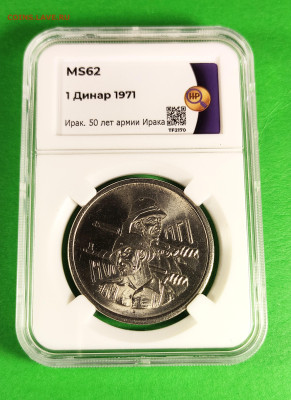 MS62
1 Динар 1971
Ирак. 50 лет армии Ирака
HP
TF2170